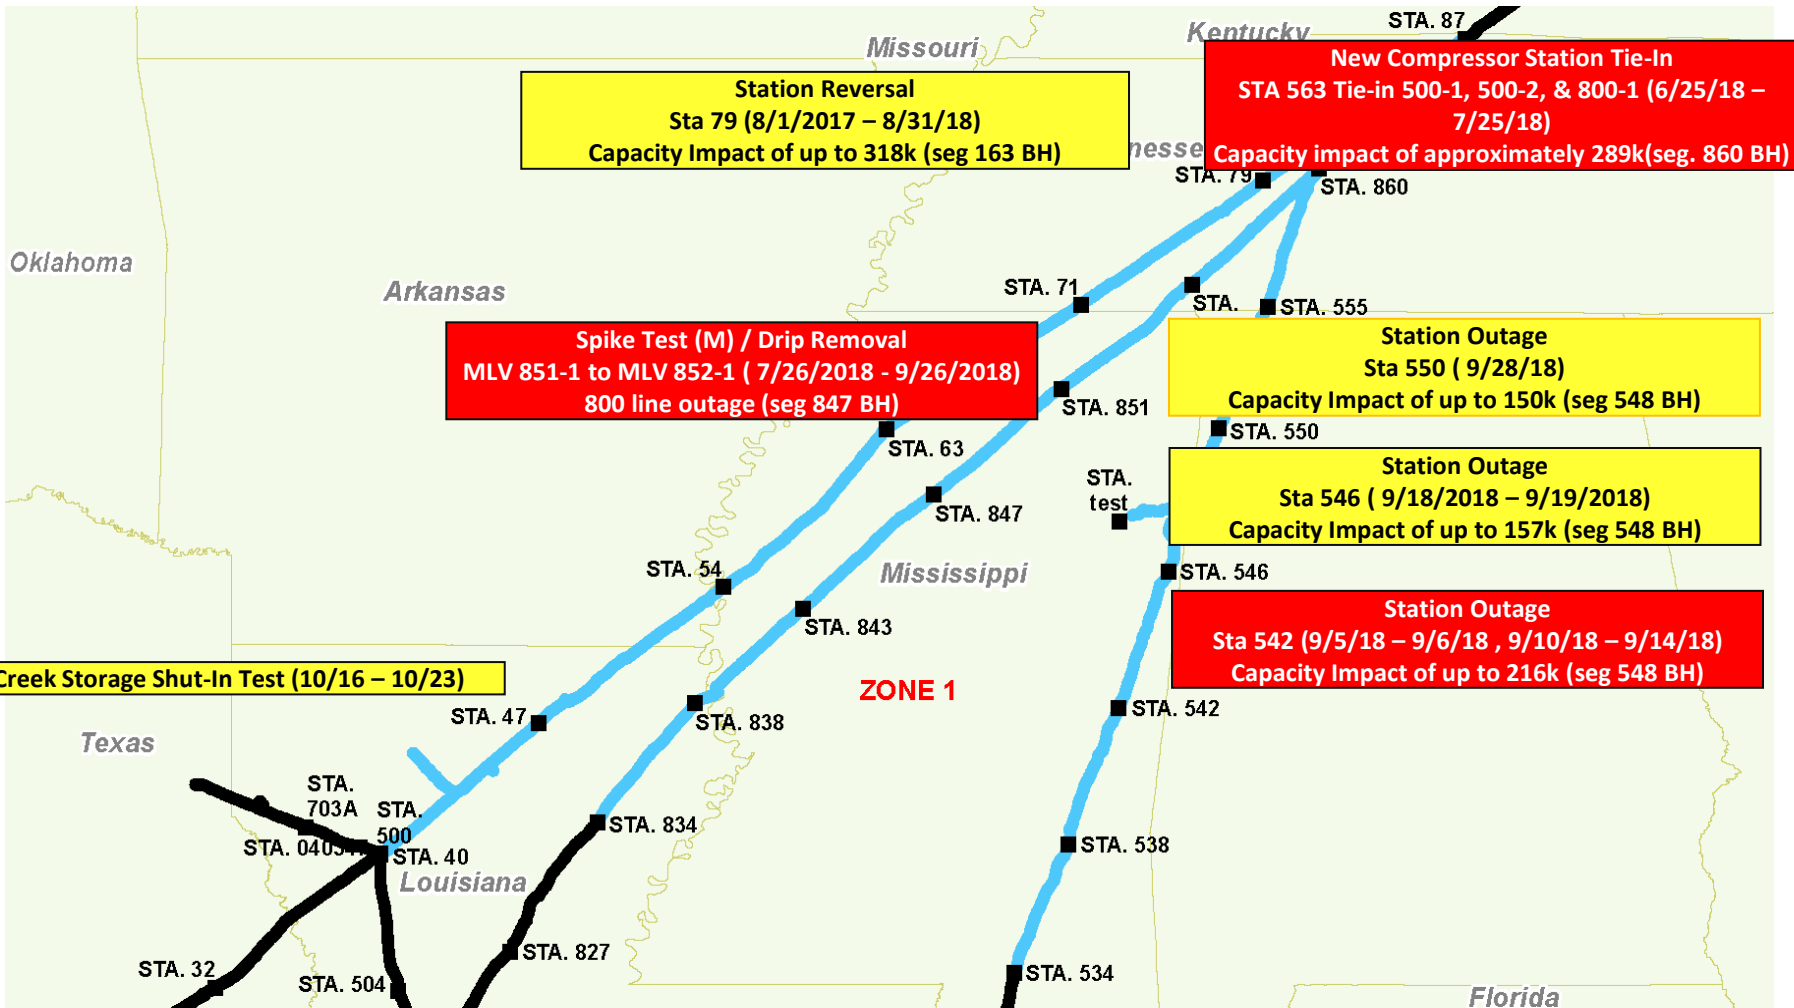 STA. 87
Missouri
Kentucky
New Compressor Station Tie-In
STA 563 Tie-in 500-1, 500-2, & 800-1 (6/25/18 –
7/25/18)
Capacity impact of approximately 289k(seg. 860 BH)
Station Reversal
Sta 79 (8/1/2017 – 8/31/18)
Capacity Impact of up to 318k (seg 163 BH)
nesse
STA. 79
STA. 860
Oklahoma
Arkansas
STA. 71
STA.
STA. 555
Spike Test (M) / Drip Removal
MLV 851-1 to MLV 852-1 ( 7/26/2018 - 9/26/2018)
800 line outage (seg 847 BH)
Station Outage
Sta 550 ( 9/28/18)
Capacity Impact of up to 150k (seg 548 BH)
STA. 851
STA. 550
STA. 63
Station Outage
Sta 546 ( 9/18/2018 – 9/19/2018)
Capacity Impact of up to 157k (seg 548 BH)
STA.
test
STA. 847
STA. 54
Mississippi
STA. 546
Station Outage
Sta 542 (9/5/18 – 9/6/18 , 9/10/18 – 9/14/18)
Capacity Impact of up to 216k (seg 548 BH)
STA. 843
Creek Storage Shut-In Test (10/16 – 10/23)
ZONE 1
STA. 47
STA. 838
STA. 542
Texas
STA.
703A
STA.
500
STA. 834
STA. 40
STA. 538
Louisiana
STA. 827
STA. 32
STA. 504
STA. 534
Florida